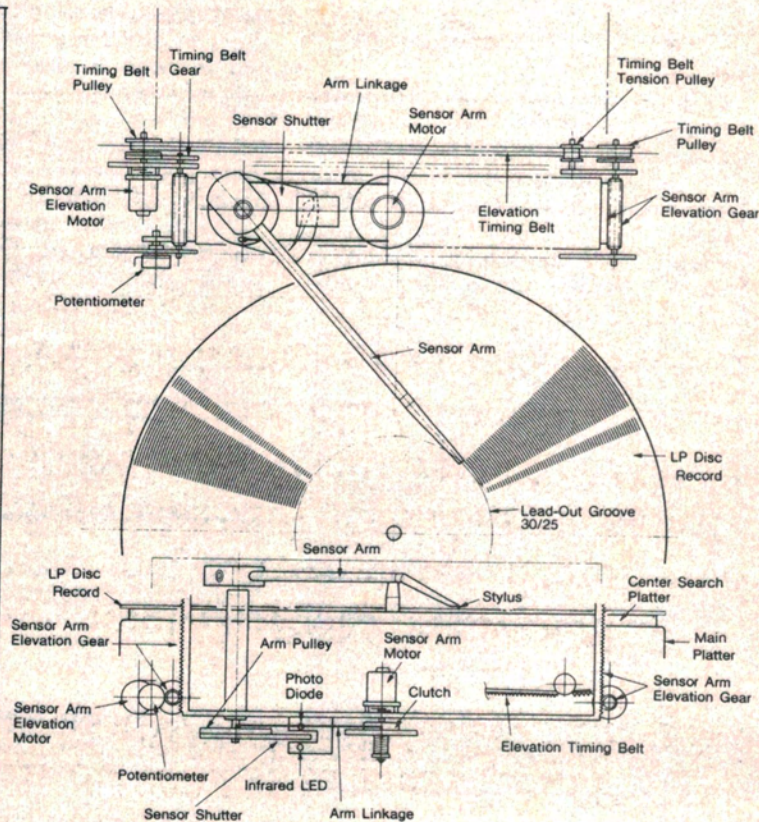 Timing Belt
Pulley
Timing Belt
Gear
Arm Linkage
Sensor Shutter
Sensor Arm
Motor
Timing Belt
Tension Pulley
Timing Belt
Pulley
Sensor Arm
Elevation
Motor
Elevation
Timing Belt
Sensor Arm
Elevation Gear
Potentiometer
Sensor Arm
LP Disc
Record
Lead-Out Groove
30/25
Sensor Arm
LP Disc
Record
Stylus
Center Search
Platter
Sensor Arm
Elevation Gear
Arm Pulley
Sensor Arm
Motor
Main
Platter
Photo
Diode
Clutch
Sensor Arm
Elevation
Motor
Sensor Arm
Elevation Gear
Elevation Timing Belt
Potentiometer
Infrared LED
Sensor Shutter
Arm Linkage